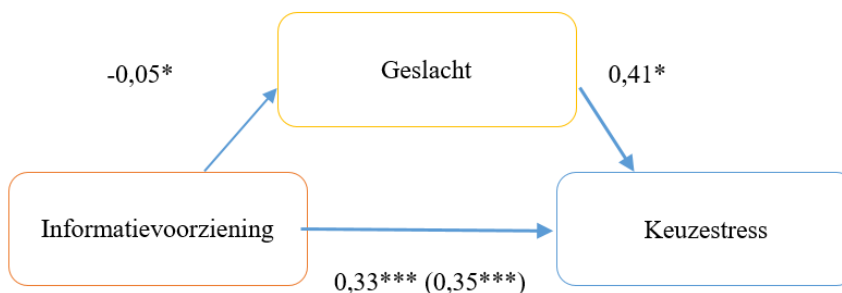 -0,05*
Geslacht
0,41*
Informatievoorziening
Keuzestress
0,33*** (0,35***)